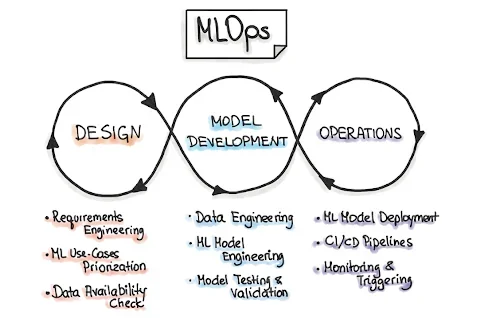 MLOps
DESIGN
MODEL
DEVELOPMENT
OPERATIONS
• Requirements
Engineering
• ML Use-Cases
Priorization
• Data Availability
Check
• Data Engineering
• ML Model
Engineering
• Model Testing &
Validation
• ML Model Deployment
• CI/CD Pipelines
• Monitoring &
Triggering